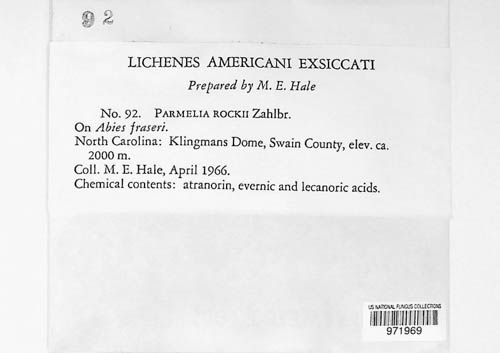 92
LICHENES AMERICANI EXSICCATI
Prepared by M. E. Hale
No. 92. PARMELIA ROCKII Zahlbr.
On Abies fraseri.
North Carolina: Klingmans Dome, Swain County, elev. ca.
2000 m.
Coll. M. E. Hale, April 1966.
Chemical contents: atranorin, evernic and lecanoric acids.
US NATIONAL FUNGUS COLLECTIONS
971969